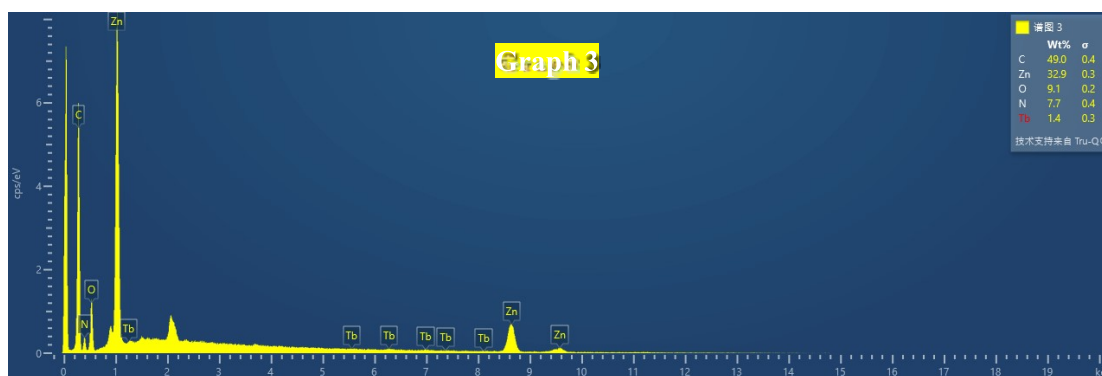 Graph 3
谱图 3
Wt% σ
C 49.0 0.4
Zn 32.9 0.3
O 9.1 0.2
N 7.7 0.4
Tb 1.4 0.3
技术支持来自 Tru-Q
cps/eV
6
4
2
0
Zn
C
O
N
Tb
Tb
Tb
Tb
Tb
Tb
Zn
Zn
0 1 2 3 4 5 6 7 8 9 10 11 12 13 14 15 16 17 18 19 k